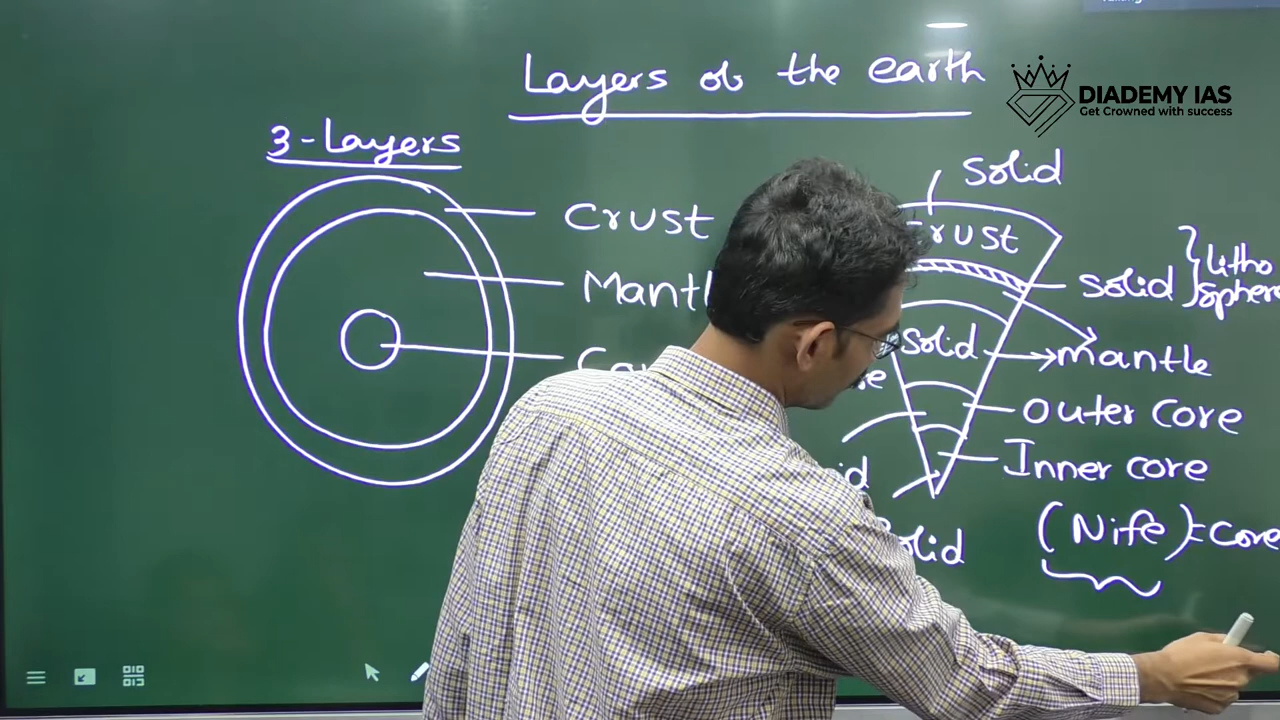 Layers of the earth
DIADEMY IAS
Get Crowned with success
3-Layers
Crust
Solid
solid
Litho
sphere
Solid
mantle
Outer core
Inner core
Solid
(Nife)=Core